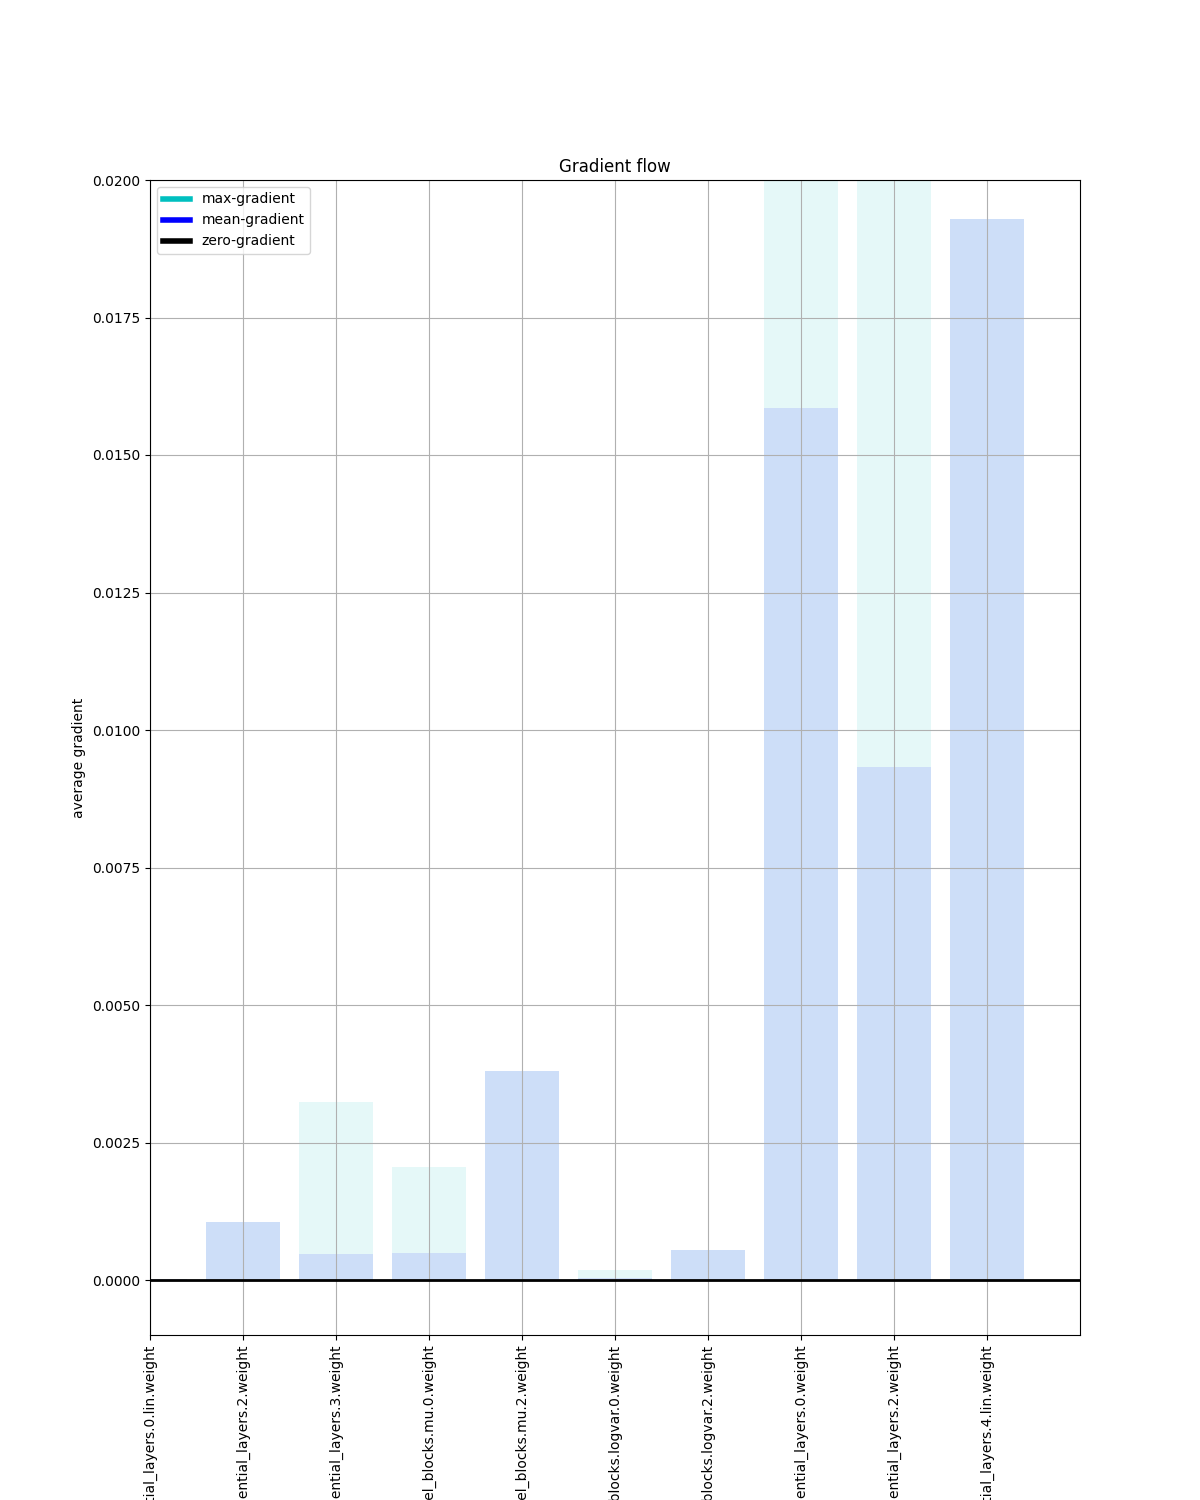 Gradient flow
max-gradient
mean-gradient
zero-gradient
0.0200
0.0175
0.0150
0.0125
0.0100
0.0075
0.0050
0.0025
0.0000
average gradient
tial_layers.0.lin.weight
ential_layers.2.weight
ential_layers.3.weight
el_blocks.mu.0.weight
el_blocks.mu.2.weight
blocks.logvar.0.weight
blocks.logvar.2.weight
ential_layers.0.weight
ential_layers.2.weight
tial_layers.4.lin.weight